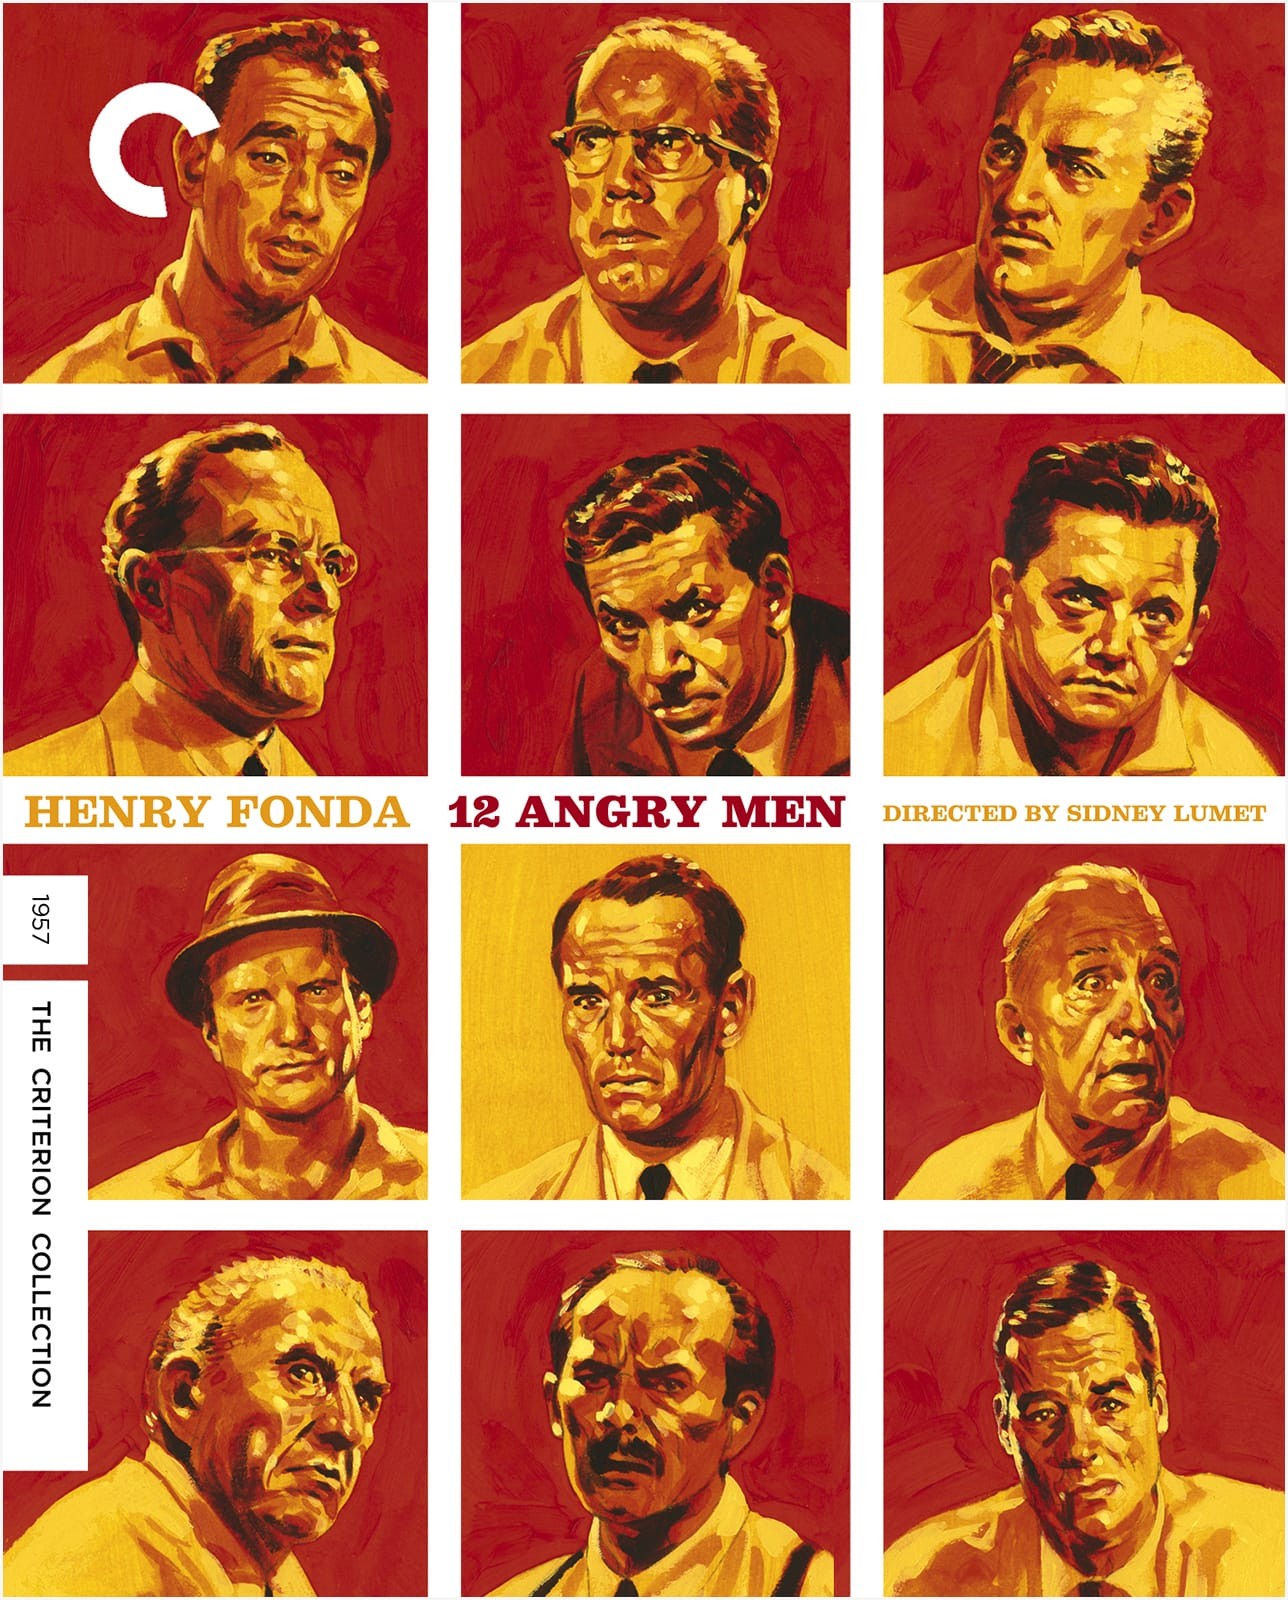 HENRY FONDA
12 ANGRY MEN
DIRECTED BY SIDNEY LUMET
1957
THE CRITERION COLLECTION